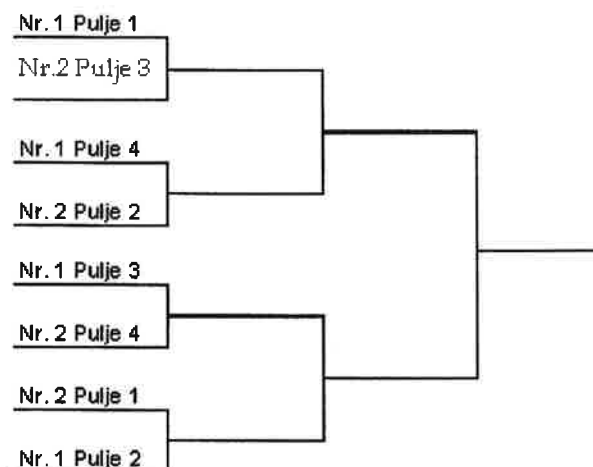 Nr. 1 Pulje 1
Nr.2 Pulje 3
Nr. 1 Pulje 4
Nr. 2 Pulje 2
Nr. 1 Pulje 3
Nr. 2 Pulje 4
Nr. 2 Pulje 1
Nr. 1 Pulje 2